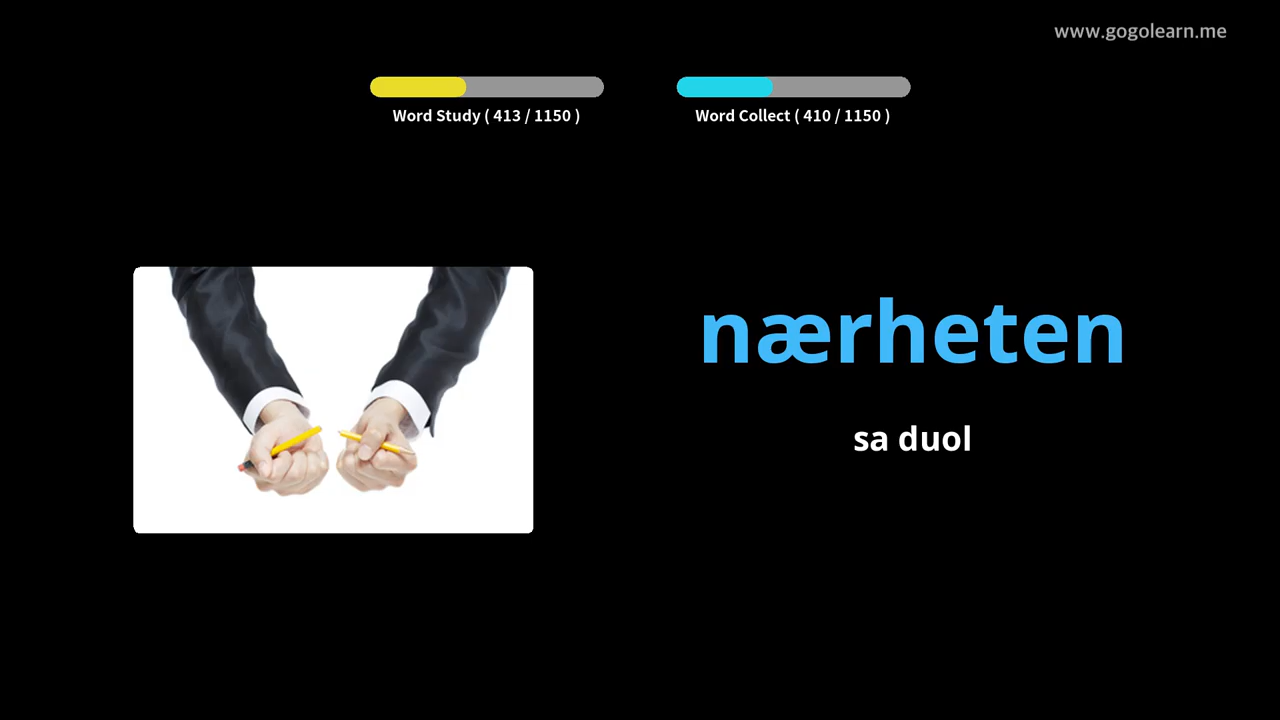 www.gogolearn.me
Word Study ( 413 / 1150 )
Word Collect ( 410 / 1150 )
nærheten
sa duol